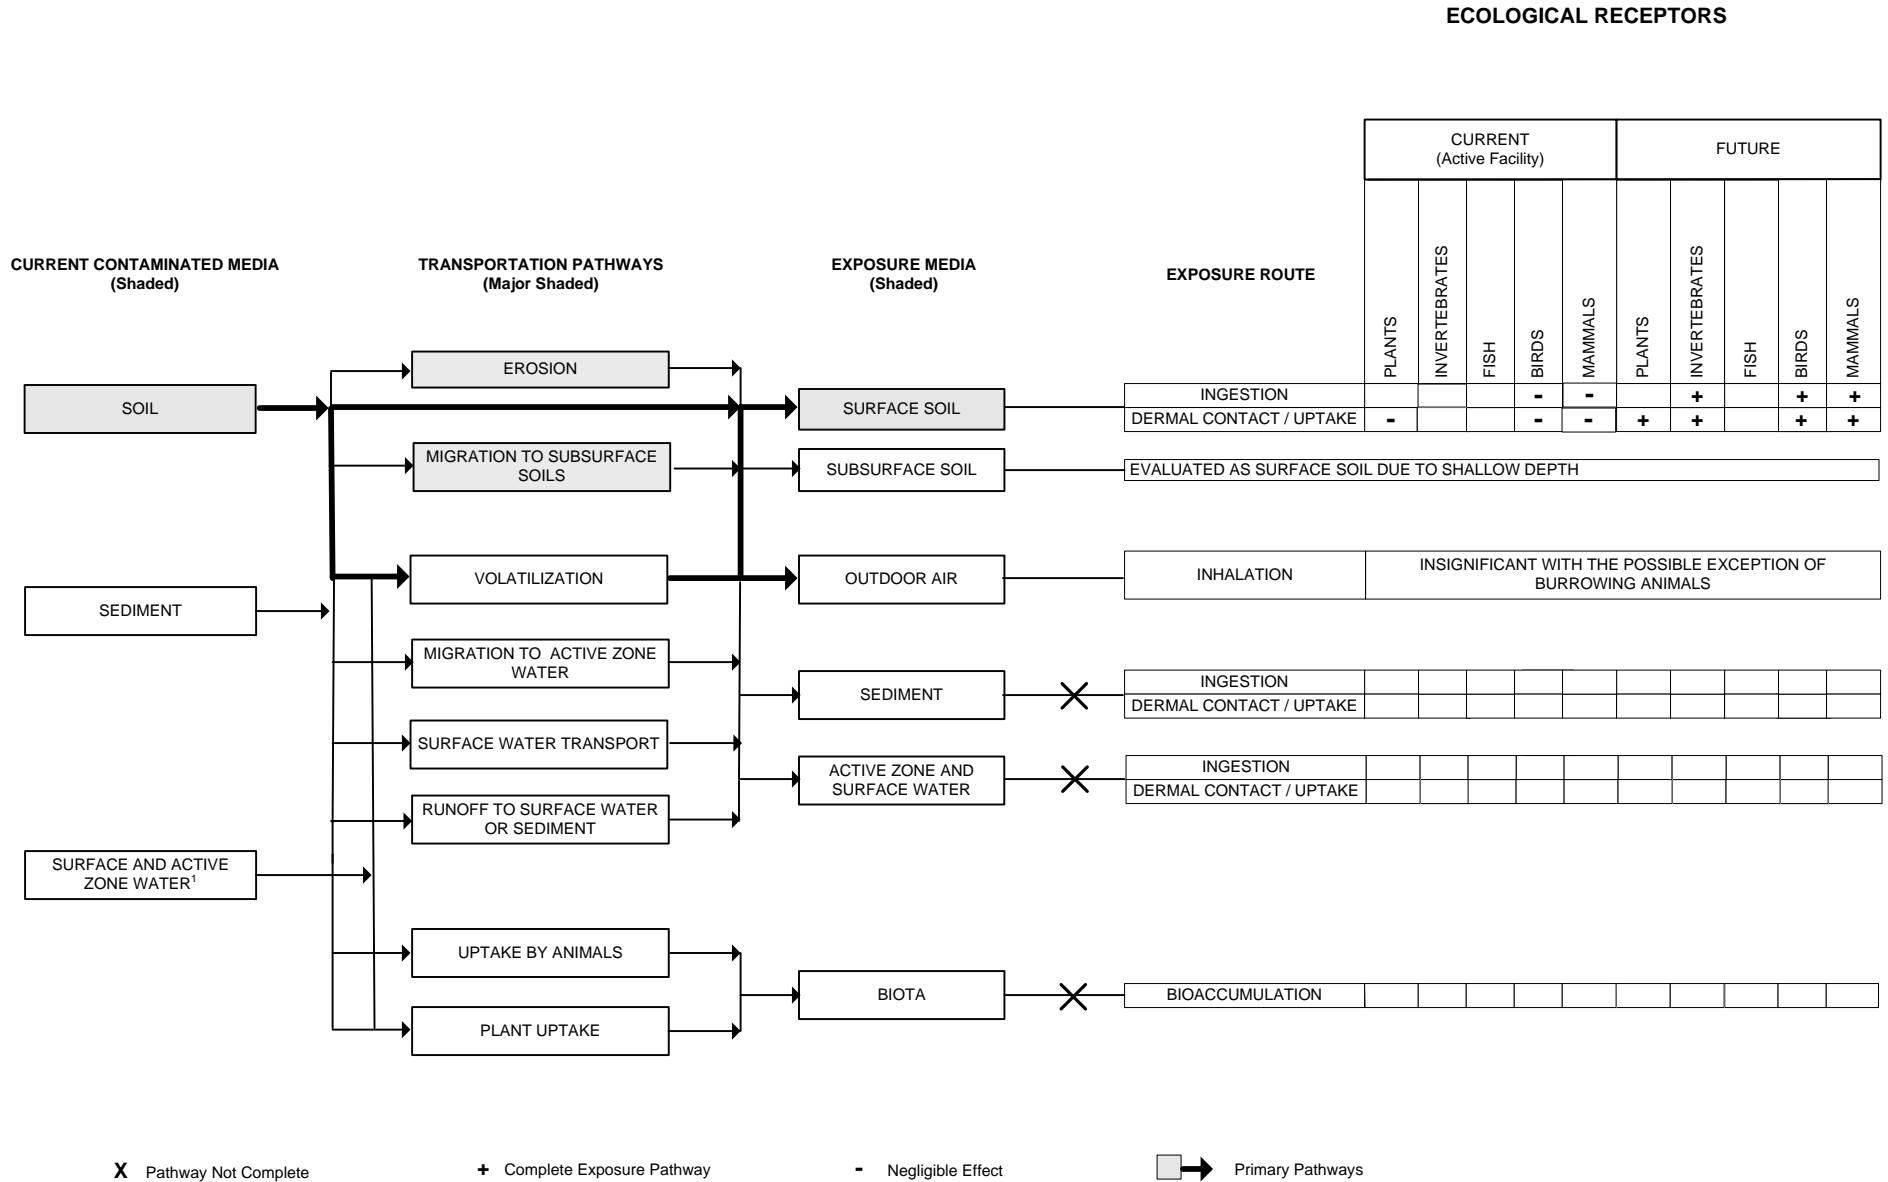 ECOLOGICAL RECEPTORS
CURRENT
(Active Facility)
FUTURE
CURRENT CONTAMINATED MEDIA
(Shaded)
TRANSPORTATION PATHWAYS
(Major Shaded)
EXPOSURE MEDIA
(Shaded)
EXPOSURE ROUTE
PLANTS
INVERTEBRATES
FISH
BIRDS
MAMMALS
PLANTS
INVERTEBRATES
FISH
BIRDS
MAMMALS
SOIL
EROSION
SURFACE SOIL
INGESTION - - + + +
DERMAL CONTACT / UPTAKE - - - + + + +
MIGRATION TO SUBSURFACE
SOILS
SUBSURFACE SOIL
EVALUATED AS SURFACE SOIL DUE TO SHALLOW DEPTH
VOLATILIZATION
OUTDOOR AIR
INHALATION
INSIGNIFICANT WITH THE POSSIBLE EXCEPTION OF
BURROWING ANIMALS
SEDIMENT
MIGRATION TO ACTIVE ZONE
WATER
SEDIMENT
INGESTION
DERMAL CONTACT / UPTAKE
SURFACE WATER TRANSPORT
ACTIVE ZONE AND
SURFACE WATER
INGESTION
DERMAL CONTACT / UPTAKE
RUNOFF TO SURFACE WATER
OR SEDIMENT
SURFACE AND ACTIVE
ZONE WATER¹
UPTAKE BY ANIMALS
BIOTA
BIOACCUMULATION
PLANT UPTAKE
X Pathway Not Complete
+ Complete Exposure Pathway
- Negligible Effect
Primary Pathways